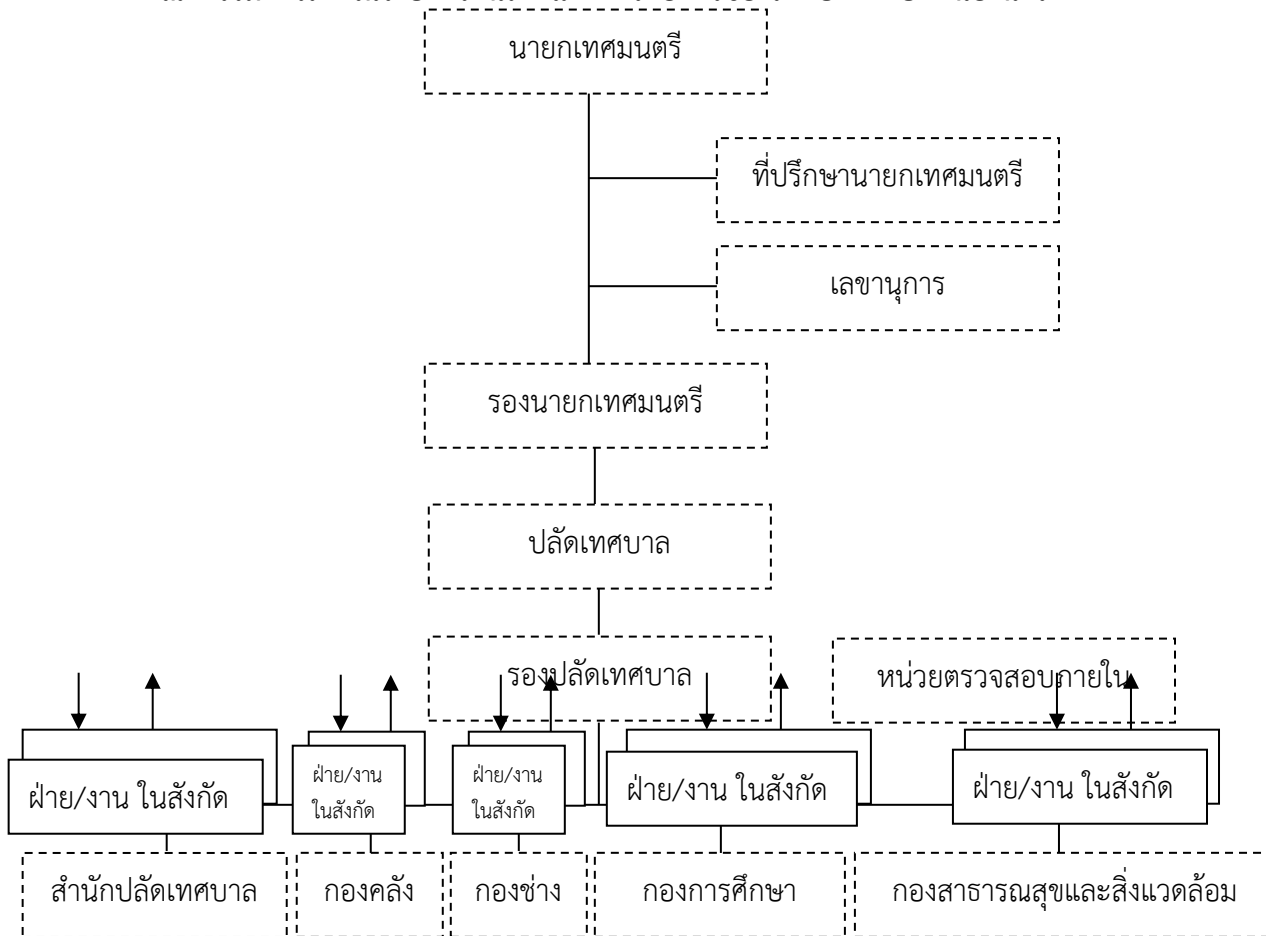 นายกเทศมนตรี
ที่ปรึกษานายกเทศมนตรี
เลขานุการ
รองนายกเทศมนตรี
ปลัดเทศบาล
รองปลัดเทศบาล
หน่วยตรวจสอบภายใน
ฝ่าย/งาน ในสังกัด
ฝ่าย/งาน
ในสังกัด
ฝ่าย/งาน
ในสังกัด
ฝ่าย/งาน ในสังกัด
ฝ่าย/งาน ในสังกัด
สำนักปลัดเทศบาล
กองคลัง
กองช่าง
กองการศึกษา
กองสาธารณสุขและสิ่งแวดล้อม